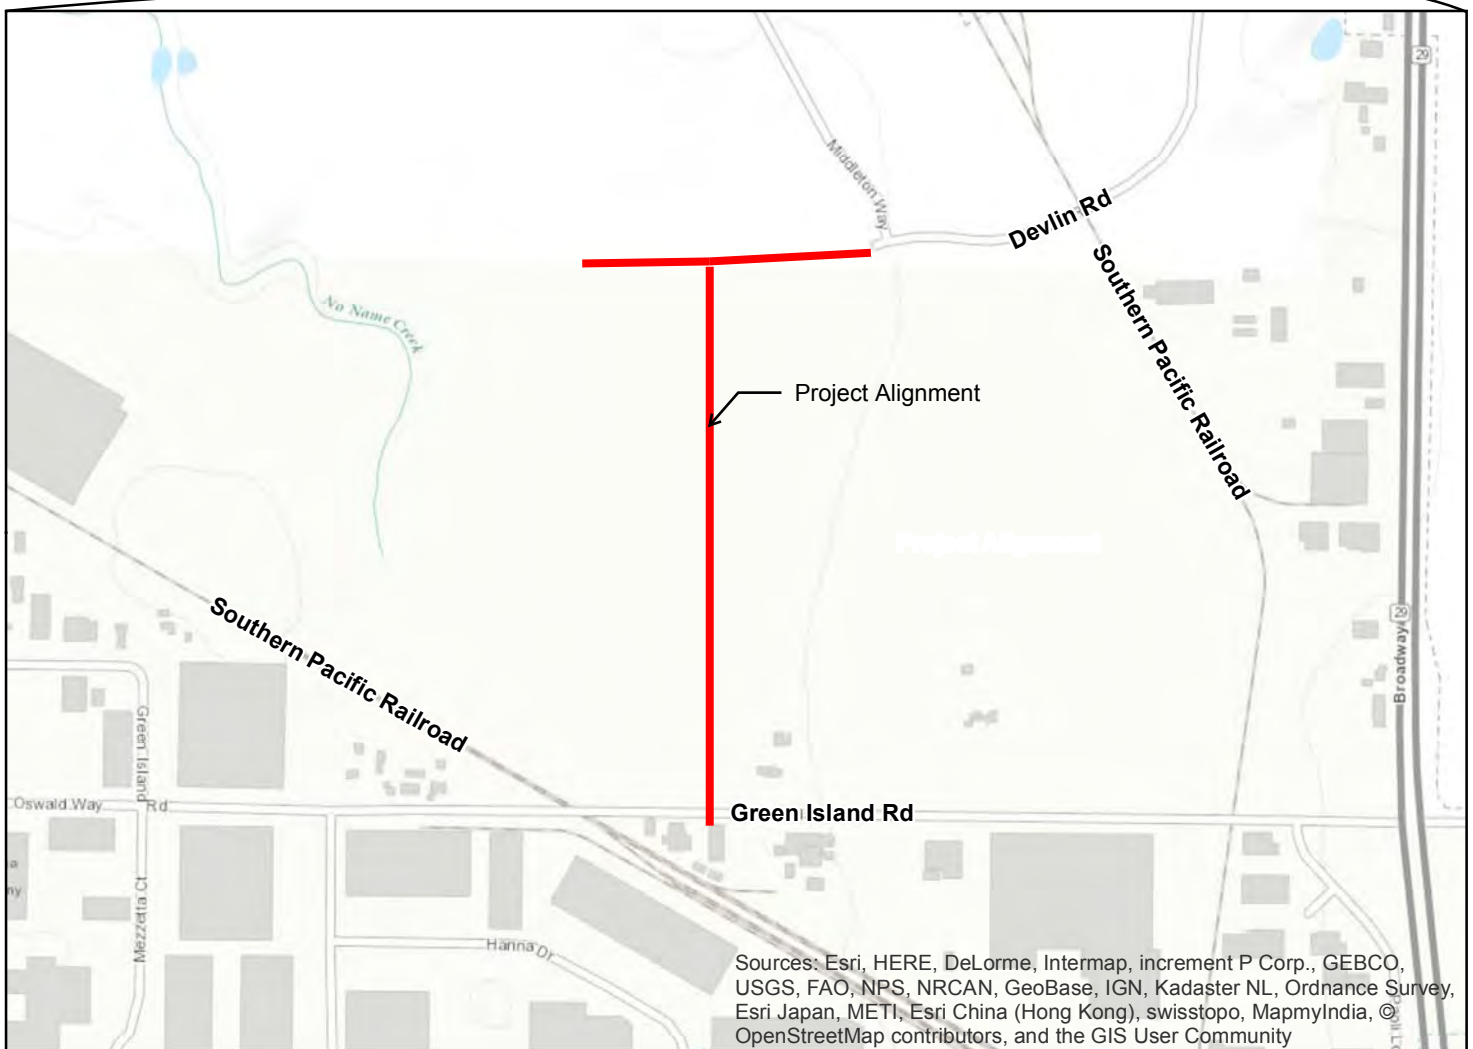 29
Middleton Way
Devlin Rd
Southern Pacific Railroad
No Name Creek
Project Alignment
Project Alignment
29
Broadway
Southern Pacific Railroad
Green Island
Rd
Oswald Way
Green Island Rd
Mezzetta Ct
Hanna Dr
Sources: Esri, HERE, DeLorme, Intermap, increment P Corp., GEBCO,
USGS, FAO, NPS, NRCAN, GeoBase, IGN, Kadaster NL, Ordnance Survey,
Esri Japan, METI, Esri China (Hong Kong), swisstopo, MapmyIndia, ©
OpenStreetMap contributors, and the GIS User Community